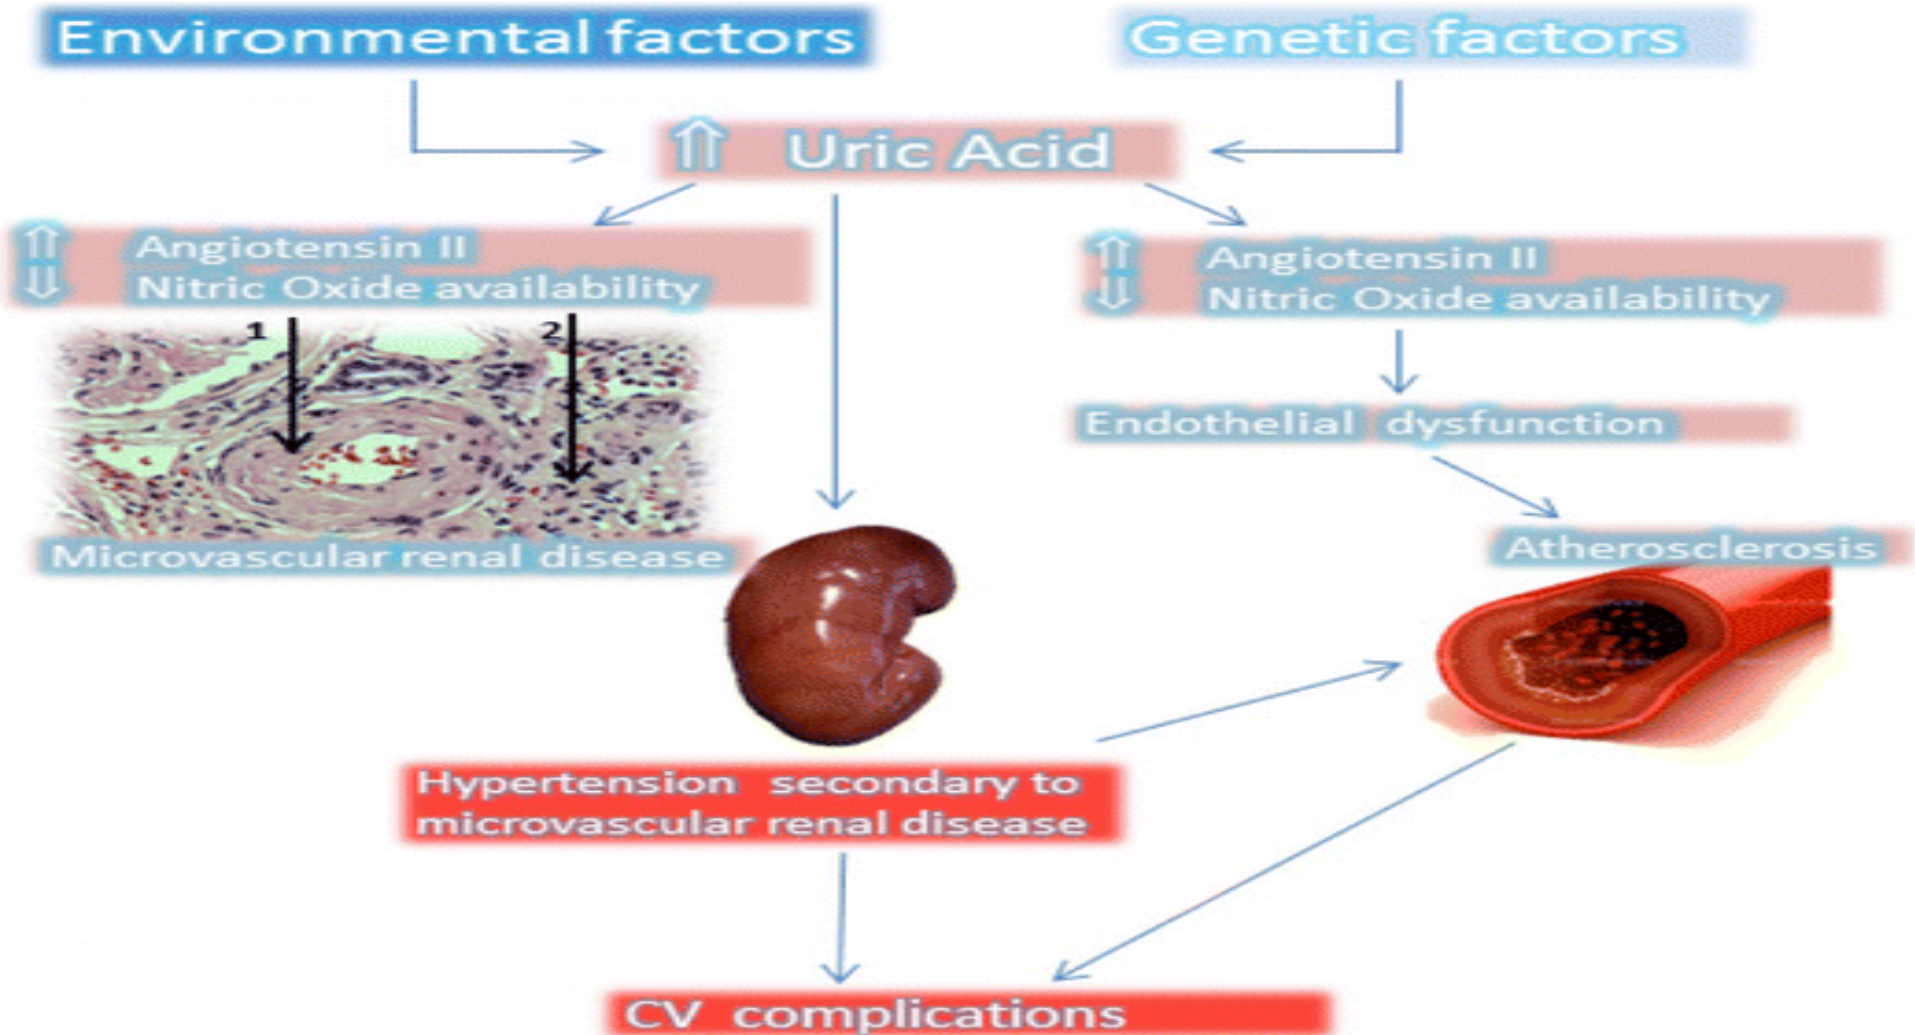 Environmental factors
Genetic factors
⇑ Uric Acid
⇑ Angiotensin II
⇓ Nitric Oxide availability
⇑ Angiotensin II
⇓ Nitric Oxide availability
1
2
Endothelial dysfunction
Microvascular renal disease
Atherosclerosis
Hypertension secondary to
microvascular renal disease
CV complications